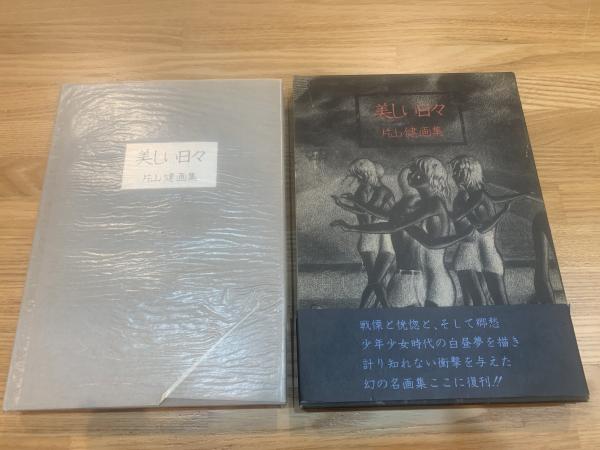 美しい日々
片山健画集
美しい日々
片山健画集
戦慄と恍惚と、そして郷愁
少年少女時代の白昼夢を描き
計り知れない衝撃を与えた
幻の名画集ここに復刊!!